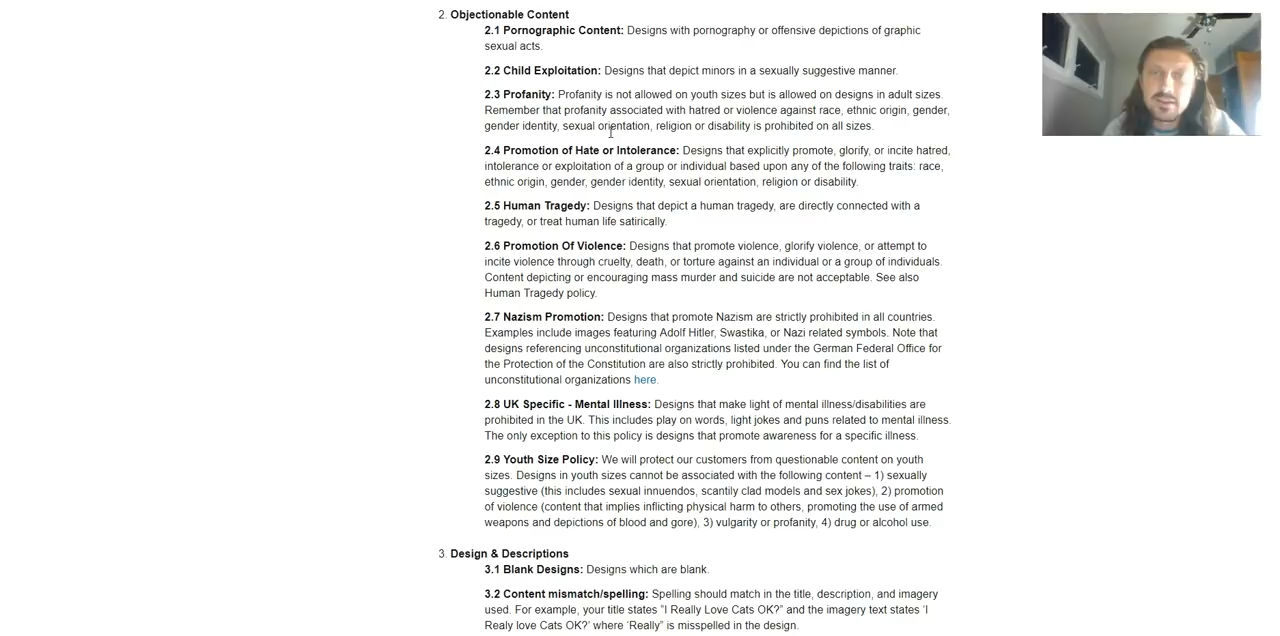 2. Objectionable Content
2.1 Pornographic Content: Designs with pornography or offensive depictions of graphic
sexual acts.
2.2 Child Exploitation: Designs that depict minors in a sexually suggestive manner.
2.3 Profanity: Profanity is not allowed on youth sizes but is allowed on designs in adult sizes.
Remember that profanity associated with hatred or violence against race, ethnic origin, gender,
gender identity, sexual orientation, religion or disability is prohibited on all sizes.
2.4 Promotion of Hate or Intolerance: Designs that explicitly promote, glorify, or incite hatred,
intolerance or exploitation of a group or individual based upon any of the following traits: race,
ethnic origin, gender, gender identity, sexual orientation, religion or disability.
2.5 Human Tragedy: Designs that depict a human tragedy, are directly connected with a
tragedy, or treat human life satirically.
2.6 Promotion Of Violence: Designs that promote violence, glorify violence, or attempt to
incite violence through cruelty, death, or torture against an individual or a group of individuals.
Content depicting or encouraging mass murder and suicide are not acceptable. See also
Human Tragedy policy.
2.7 Nazism Promotion: Designs that promote Nazism are strictly prohibited in all countries.
Examples include images featuring Adolf Hitler, Swastika, or Nazi related symbols. Note that
designs referencing unconstitutional organizations listed under the German Federal Office for
the Protection of the Constitution are also strictly prohibited. You can find the list of
unconstitutional organizations here.
2.8 UK Specific - Mental Illness: Designs that make light of mental illness/disabilities are
prohibited in the UK. This includes play on words, light jokes and puns related to mental illness.
The only exception to this policy is designs that promote awareness for a specific illness.
2.9 Youth Size Policy: We will protect our customers from questionable content on youth
sizes. Designs in youth sizes cannot be associated with the following content – 1) sexually
suggestive (this includes sexual innuendos, scantily clad models and sex jokes), 2) promotion
of violence (content that implies inflicting physical harm to others, promoting the use of armed
weapons and depictions of blood and gore), 3) vulgarity or profanity, 4) drug or alcohol use.
3. Design & Descriptions
3.1 Blank Designs: Designs which are blank.
3.2 Content mismatch/spelling: Spelling should match in the title, description, and imagery
used. For example, your title states "I Really Love Cats OK?" and the imagery text states 'I
Realy love Cats OK?' where 'Really" is misspelled in the design.